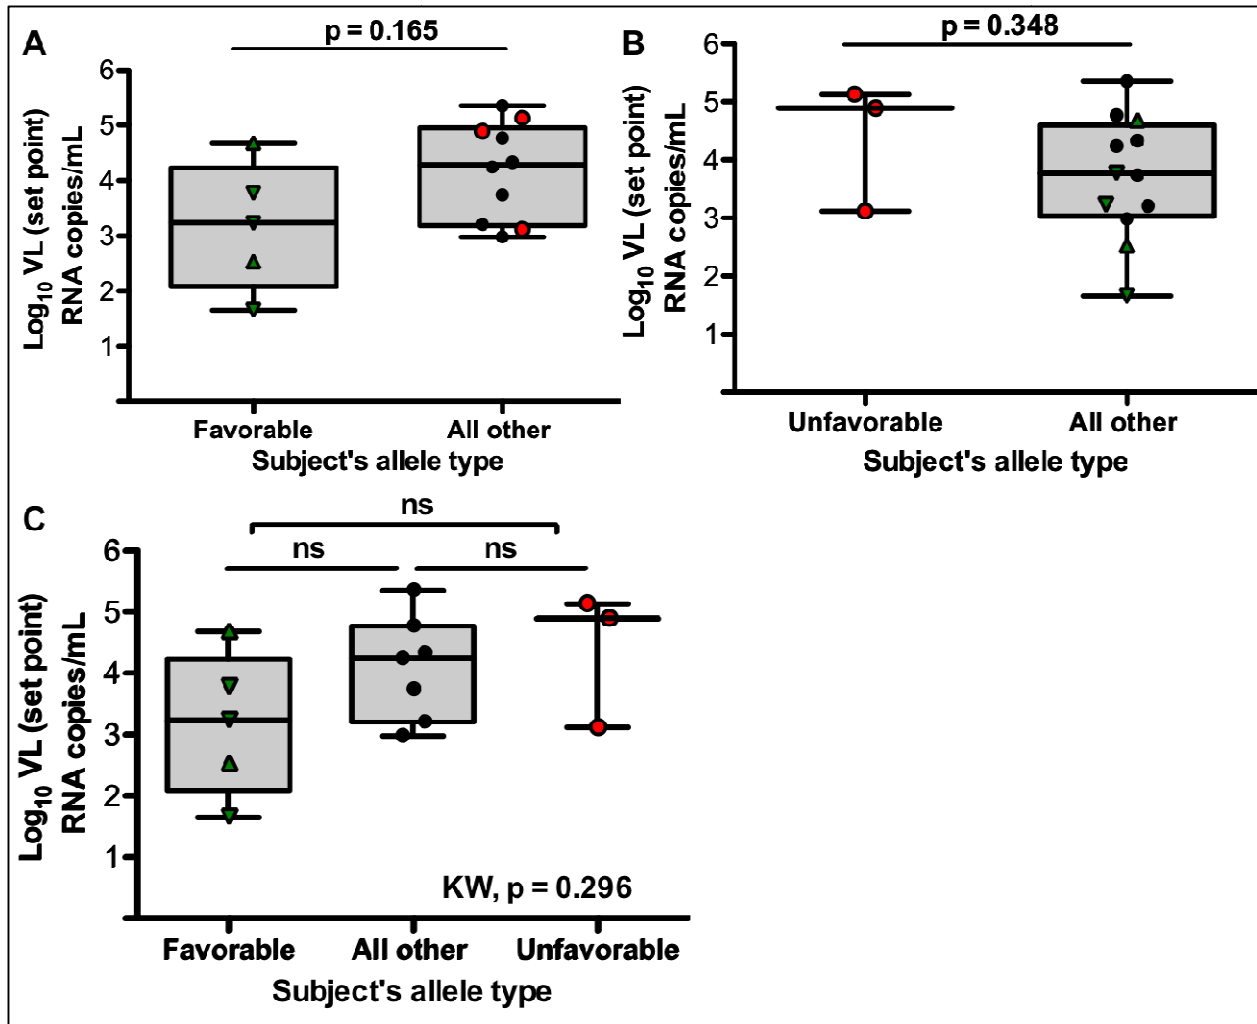 A
p = 0.165
Log10 VL (set point)
RNA copies/mL
6
5
4
3
2
1
Favorable
All other
Subject's allele type
B
p = 0.348
Log10 VL (set point)
RNA copies/mL
6
5
4
3
2
1
Unfavorable
All other
Subject's allele type
C
ns
ns
ns
Log10 VL (set point)
RNA copies/mL
6
5
4
3
2
1
KW, p = 0.296
Favorable
All other
Unfavorable
Subject's allele type